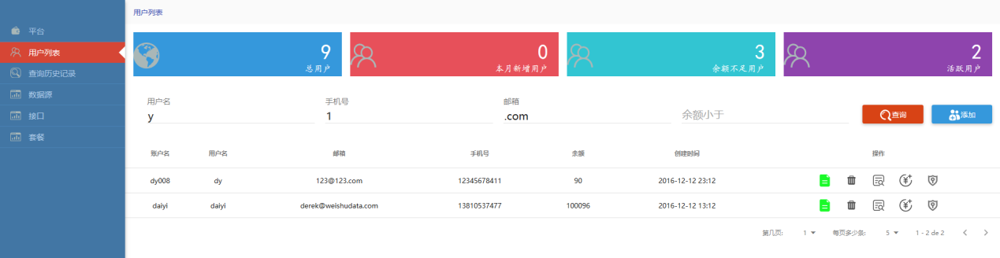 用户列表
平台
用户列表
查询历史记录
数据源
接口
套餐
9
总用户
0
本月新增用户
3
余额不足用户
2
活跃用户
用户名
手机号
邮箱
y
1
.com
余额小于
查询
添加
账户名 用户名 邮箱 手机号 余额 创建时间 操作
dy008 dy 123@123.com 12345678411 90 2016-12-12 23:12
daiyi daiyi derek@weishudata.com 13810537477 100096 2016-12-12 13:12
第几页: 1 每页多少条: 5 1 - 2 de 2